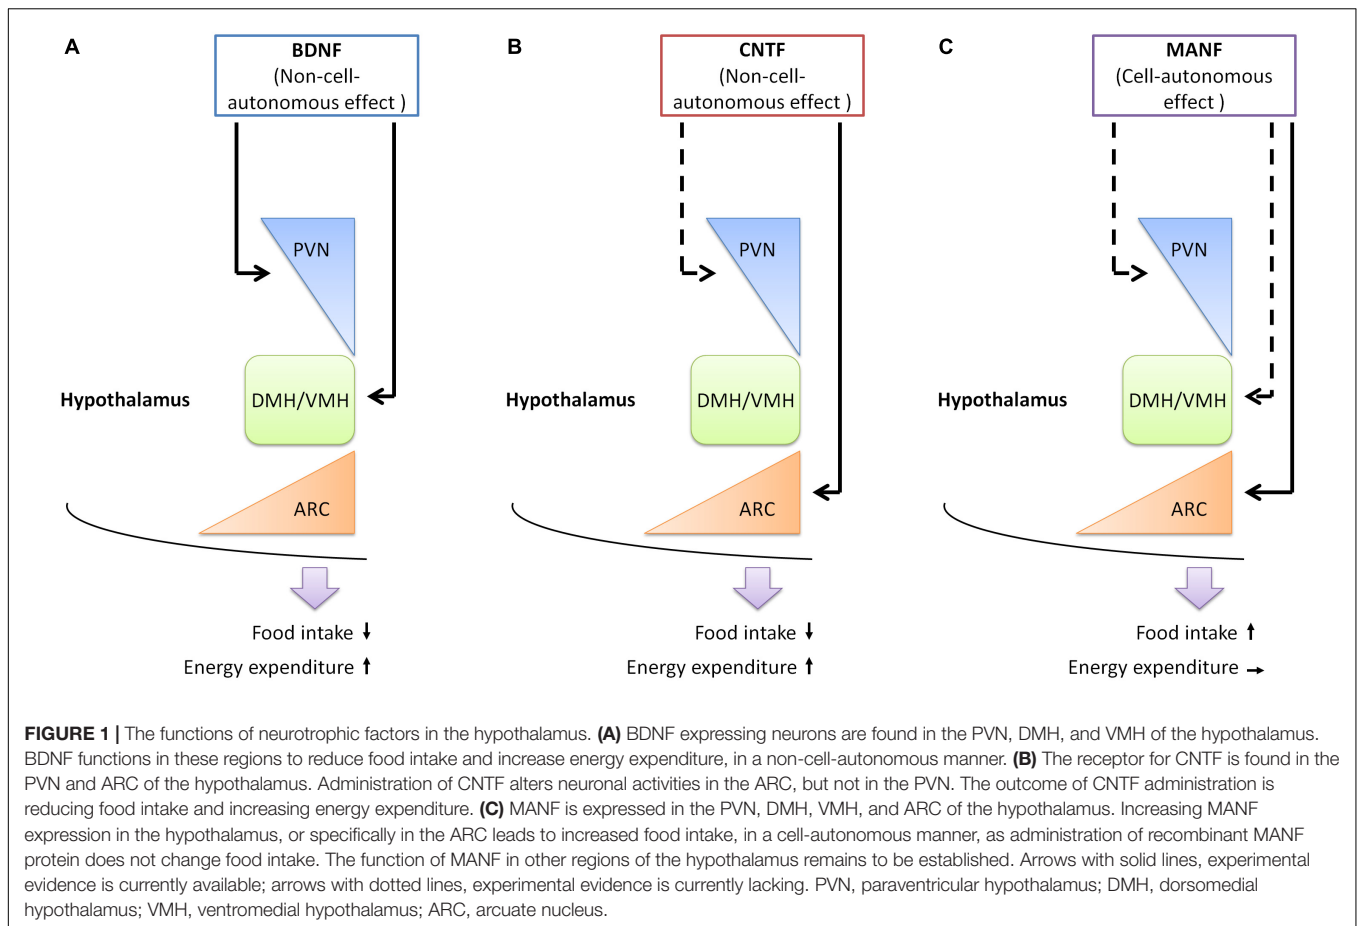 A
BDNF
(Non-cell-
autonomous effect )
PVN
Hypothalamus
DMH/VMH
ARC
Food intake ↓
Energy expenditure ↑
B
CNTF
(Non-cell-
autonomous effect )
PVN
Hypothalamus
DMH/VMH
ARC
Food intake ↓
Energy expenditure ↑
C
MANF
(Cell-autonomous
effect )
PVN
Hypothalamus
DMH/VMH
ARC
Food intake ↑
Energy expenditure →
FIGURE 1 | The functions of neurotrophic factors in the hypothalamus. (A) BDNF expressing neurons are found in the PVN, DMH, and VMH of the hypothalamus.
BDNF functions in these regions to reduce food intake and increase energy expenditure, in a non-cell-autonomous manner. (B) The receptor for CNTF is found in the
PVN and ARC of the hypothalamus. Administration of CNTF alters neuronal activities in the ARC, but not in the PVN. The outcome of CNTF administration is
reducing food intake and increasing energy expenditure. (C) MANF is expressed in the PVN, DMH, VMH, and ARC of the hypothalamus. Increasing MANF
expression in the hypothalamus, or specifically in the ARC leads to increased food intake, in a cell-autonomous manner, as administration of recombinant MANF
protein does not change food intake. The function of MANF in other regions of the hypothalamus remains to be established. Arrows with solid lines, experimental
evidence is currently available; arrows with dotted lines, experimental evidence is currently lacking. PVN, paraventricular hypothalamus; DMH, dorsomedial
hypothalamus; VMH, ventromedial hypothalamus; ARC, arcuate nucleus.